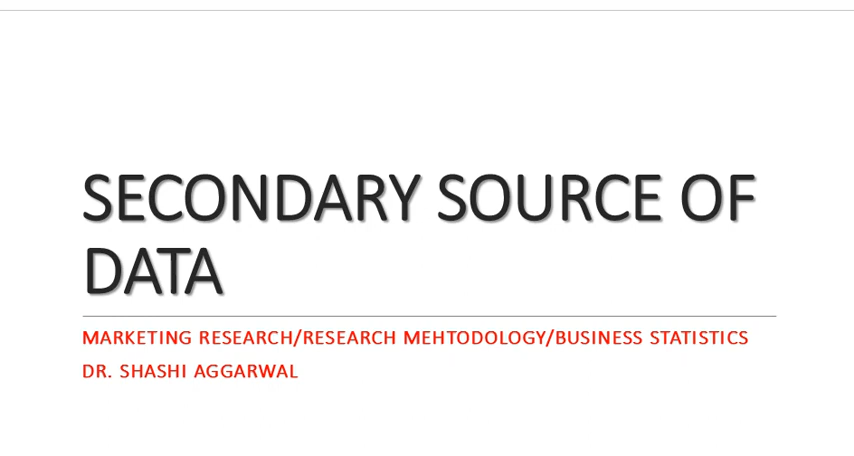 SECONDARY SOURCE OF
DATA
MARKETING RESEARCH/RESEARCH MEHTODOLOGY/BUSINESS STATISTICS
DR. SHASHI AGGARWAL